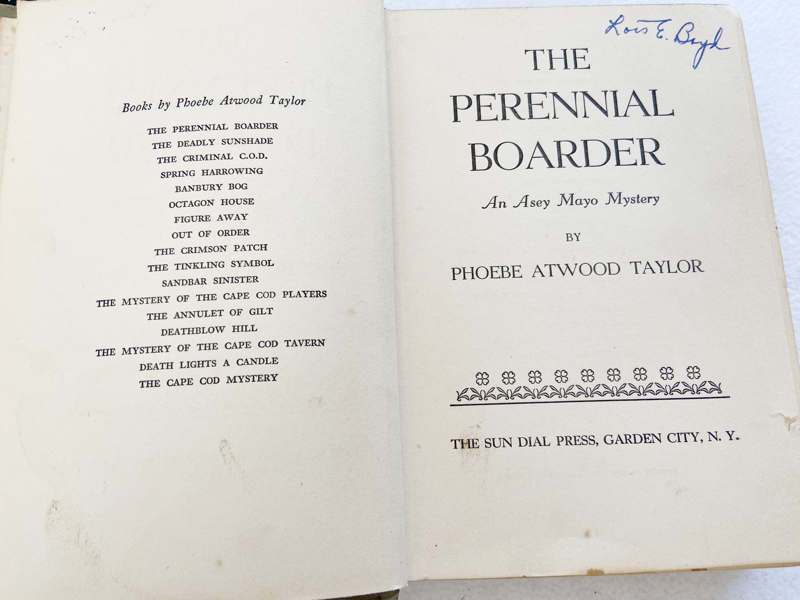 Books by Phoebe Atwood Taylor
THE PERENNIAL BOARDER
THE DEADLY SUNSHADE
THE CRIMINAL C.O.D.
SPRING HARROWING
BANBURY BOG
OCTAGON HOUSE
FIGURE AWAY
OUT OF ORDER
THE CRIMSON PATCH
THE TINKLING SYMBOL
SANDBAR SINISTER
THE MYSTERY OF THE CAPE COD PLAYERS
THE ANNULET OF GILT
DEATHBLOW HILL
THE MYSTERY OF THE CAPE COD TAVERN
DEATH LIGHTS A CANDLE
THE CAPE COD MYSTERY
Lois E. Boyd
THE
PERENNIAL
BOARDER
An Asey Mayo Mystery
BY
PHOEBE ATWOOD TAYLOR
THE SUN DIAL PRESS, GARDEN CITY, N. Y.